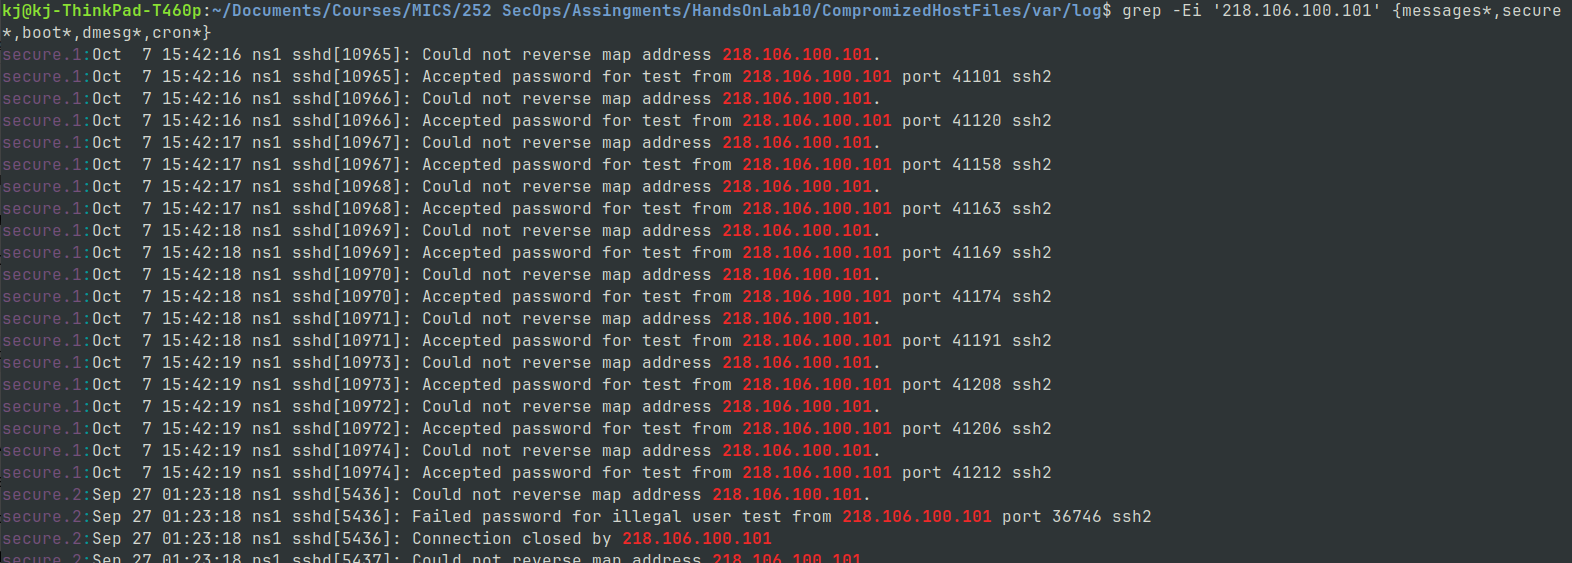 kj@kj-ThinkPad-T460p:~/Documents/Courses/MICS/252 SecOps/Assingments/HandsOnLab10/CompromizedHostFiles/var/log$ grep -Ei '218.106.100.101' {messages*,secure
*,boot*,dmesg*,cron*}
secure.1:Oct  7 15:42:16 ns1 sshd[10965]: Could not reverse map address 218.106.100.101.
secure.1:Oct  7 15:42:16 ns1 sshd[10965]: Accepted password for test from 218.106.100.101 port 41101 ssh2
secure.1:Oct  7 15:42:16 ns1 sshd[10966]: Could not reverse map address 218.106.100.101.
secure.1:Oct  7 15:42:16 ns1 sshd[10966]: Accepted password for test from 218.106.100.101 port 41120 ssh2
secure.1:Oct  7 15:42:17 ns1 sshd[10967]: Could not reverse map address 218.106.100.101.
secure.1:Oct  7 15:42:17 ns1 sshd[10967]: Accepted password for test from 218.106.100.101 port 41158 ssh2
secure.1:Oct  7 15:42:17 ns1 sshd[10968]: Could not reverse map address 218.106.100.101.
secure.1:Oct  7 15:42:17 ns1 sshd[10968]: Accepted password for test from 218.106.100.101 port 41163 ssh2
secure.1:Oct  7 15:42:18 ns1 sshd[10969]: Could not reverse map address 218.106.100.101.
secure.1:Oct  7 15:42:18 ns1 sshd[10969]: Accepted password for test from 218.106.100.101 port 41169 ssh2
secure.1:Oct  7 15:42:18 ns1 sshd[10970]: Could not reverse map address 218.106.100.101.
secure.1:Oct  7 15:42:18 ns1 sshd[10970]: Accepted password for test from 218.106.100.101 port 41174 ssh2
secure.1:Oct  7 15:42:18 ns1 sshd[10971]: Could not reverse map address 218.106.100.101.
secure.1:Oct  7 15:42:18 ns1 sshd[10971]: Accepted password for test from 218.106.100.101 port 41191 ssh2
secure.1:Oct  7 15:42:19 ns1 sshd[10973]: Could not reverse map address 218.106.100.101.
secure.1:Oct  7 15:42:19 ns1 sshd[10973]: Accepted password for test from 218.106.100.101 port 41208 ssh2
secure.1:Oct  7 15:42:19 ns1 sshd[10972]: Could not reverse map address 218.106.100.101.
secure.1:Oct  7 15:42:19 ns1 sshd[10972]: Accepted password for test from 218.106.100.101 port 41206 ssh2
secure.1:Oct  7 15:42:19 ns1 sshd[10974]: Could not reverse map address 218.106.100.101.
secure.1:Oct  7 15:42:19 ns1 sshd[10974]: Accepted password for test from 218.106.100.101 port 41212 ssh2
secure.2:Sep 27 01:23:18 ns1 sshd[5436]: Could not reverse map address 218.106.100.101.
secure.2:Sep 27 01:23:18 ns1 sshd[5436]: Failed password for illegal user test from 218.106.100.101 port 36746 ssh2
secure.2:Sep 27 01:23:18 ns1 sshd[5436]: Connection closed by 218.106.100.101
secure.2:Sep 27 01:23:18 ns1 sshd[5437]: Could not reverse map address 218.106.100.101